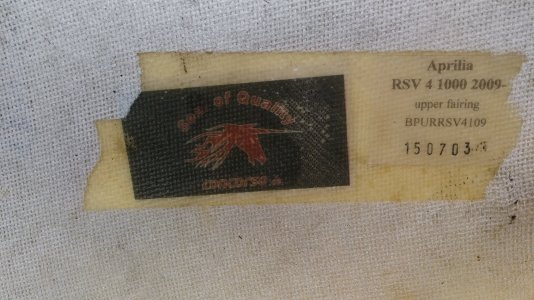 Seal of Quality
Aprilia
RSV 4 1000 2009-
upper fairing
BPURRSV4109
150703